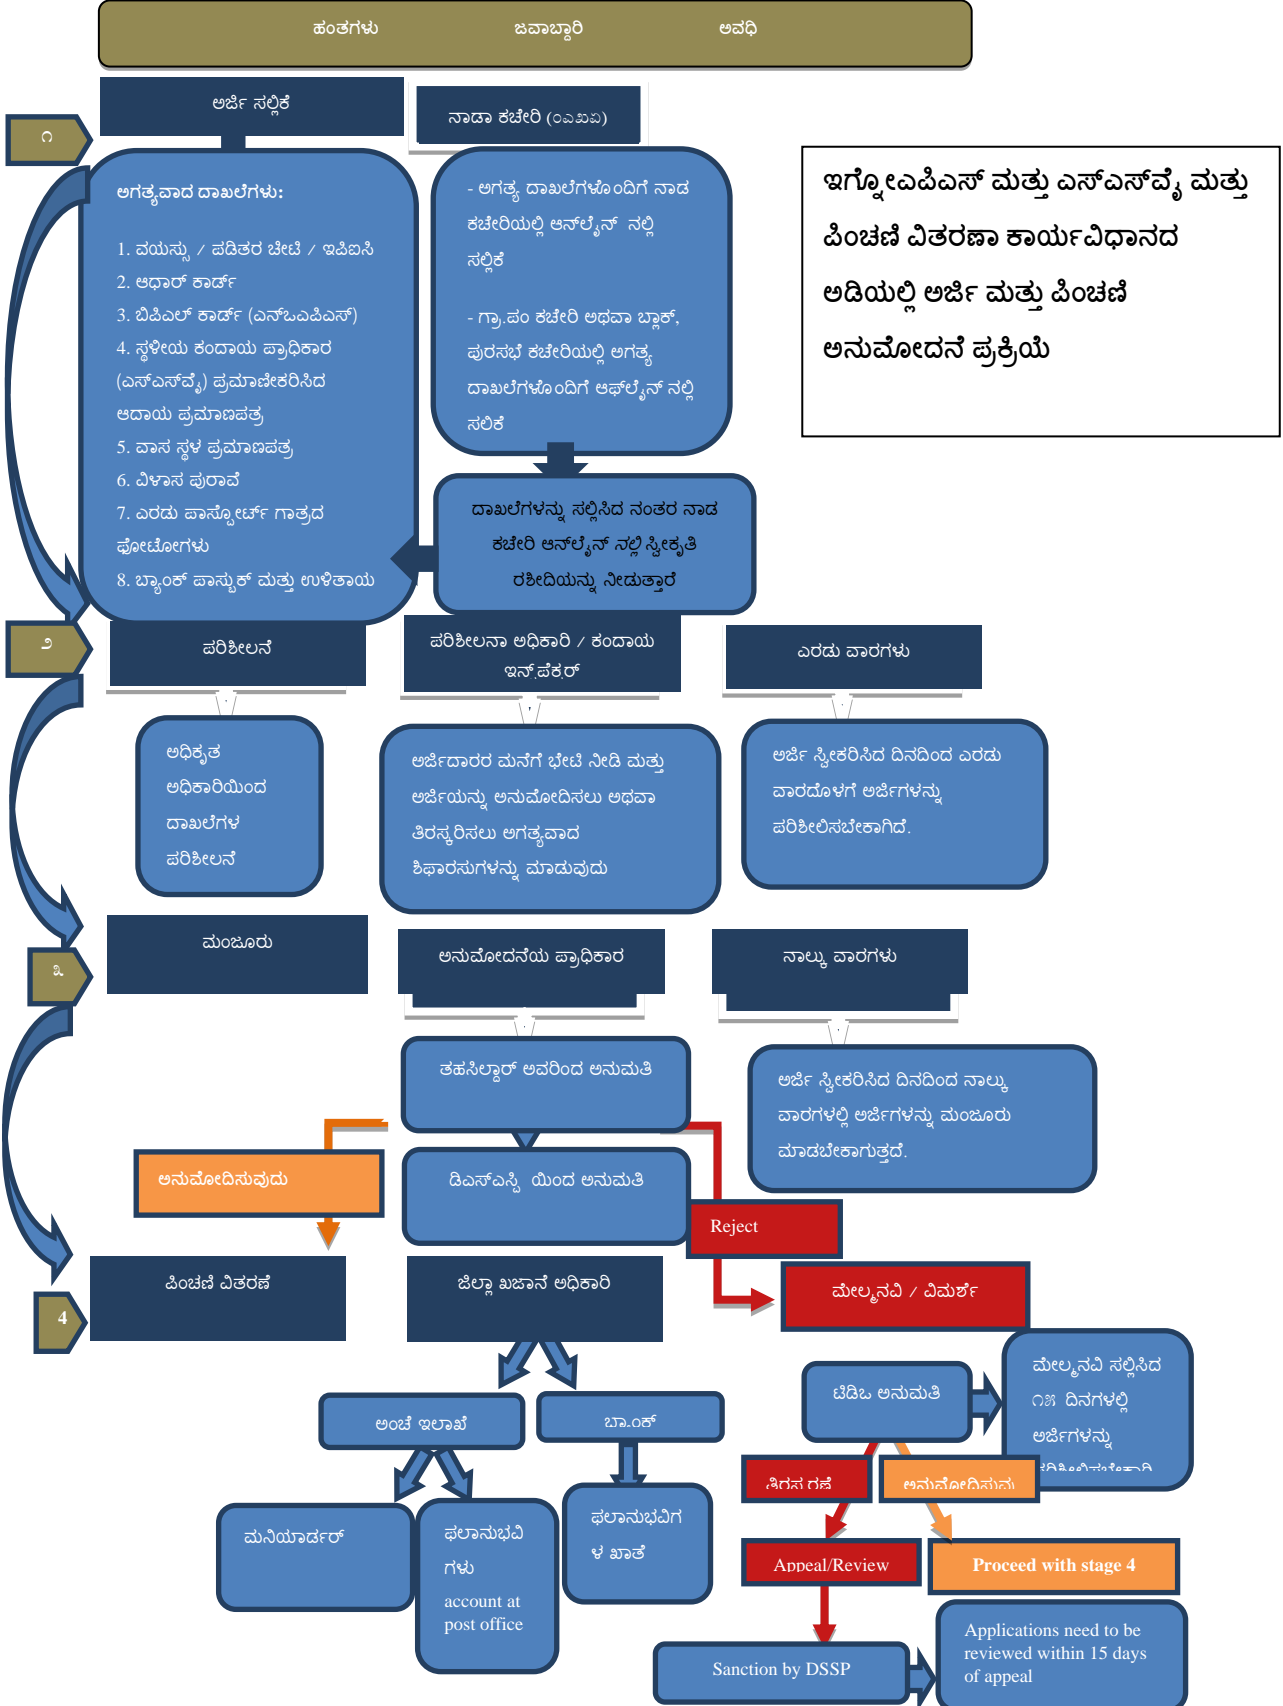 ಹಂತಗಳು ಜವಾಬ್ದಾರಿ ಅವಧಿ
ಅರ್ಜಿ ಸಲ್ಲಿಕೆ
ನಾಡಾ ಕಚೇರಿ (೦ಎಖಏ)
೧
ಅಗತ್ಯವಾದ ದಾಖಲೆಗಳು:
1. ವಯಸ್ಸು / ಪಡಿತರ ಚೀಟಿ / ಇಪಿಐಸಿ
2. ಆಧಾರ್ ಕಾರ್ಡ್
3. ಬಿಪಿಎಲ್ ಕಾರ್ಡ್ (ಎನ್ಒಎಪಿಎಸ್)
4. ಸ್ಥಳೀಯ ಕಂದಾಯ ಪ್ರಾಧಿಕಾರ
(ಎಸ್ಎಸ್ವೈ) ಪ್ರಮಾಣೀಕರಿಸಿದ
ಆದಾಯ ಪ್ರಮಾಣಪತ್ರ
5. ವಾಸ ಸ್ಥಳ ಪ್ರಮಾಣಪತ್ರ
6. ವಿಳಾಸ ಪುರಾವೆ
7. ಎರಡು ಪಾಸ್ಪೋರ್ಟ್ ಗಾತ್ರದ
ಫೋಟೋಗಳು
8. ಬ್ಯಾಂಕ್ ಪಾಸ್ಬುಕ್ ಮತ್ತು ಉಳಿತಾಯ
- ಅಗತ್ಯ ದಾಖಲೆಗಳೊಂದಿಗೆ ನಾಡ
ಕಚೇರಿಯಲ್ಲಿ ಆನ್‌ಲೈನ್ ನಲ್ಲಿ
ಸಲ್ಲಿಕೆ
- ಗ್ರಾ.ಪಂ ಕಚೇರಿ ಅಥವಾ ಬ್ಲಾಕ್,
ಪುರಸಭೆ ಕಚೇರಿಯಲ್ಲಿ ಅಗತ್ಯ
ದಾಖಲೆಗಳೊಂದಿಗೆ ಆಫ್‌ಲೈನ್ ನಲ್ಲಿ
ಸಲಿಕೆ
ಇಗ್ನೋಎಪಿಎಸ್ ಮತ್ತು ಎಸ್ಎಸ್‌ವೈ ಮತ್ತು
ಪಿಂಚಣಿ ವಿತರಣಾ ಕಾರ್ಯವಿಧಾನದ
ಅಡಿಯಲ್ಲಿ ಅರ್ಜಿ ಮತ್ತು ಪಿಂಚಣಿ
ಅನುಮೋದನೆ ಪ್ರಕ್ರಿಯೆ
ದಾಖಲೆಗಳನ್ನು ಸಲ್ಲಿಸಿದ ನಂತರ ನಾಡ
ಕಚೇರಿ ಆನ್‌ಲೈನ್ ನಲ್ಲಿ ಸ್ವೀಕೃತಿ
ರಶೀದಿಯನ್ನು ನೀಡುತ್ತಾರೆ
೨
ಪರಿಶೀಲನೆ
ಪರಿಶೀಲನಾ ಅಧಿಕಾರಿ / ಕಂದಾಯ
ಎರಡು ವಾರಗಳು
ಅಧಿಕೃತ
ಅಧಿಕಾರಿಯಿಂದ
ದಾಖಲೆಗಳ
ಪರಿಶೀಲನೆ
ಅರ್ಜಿದಾರರ ಮನೆಗೆ ಭೇಟಿ ನೀಡಿ ಮತ್ತು
ಅರ್ಜಿಯನ್ನು ಅನುಮೋದಿಸಲು ಅಥವಾ
ತಿರಸ್ಕರಿಸಲು ಅಗತ್ಯವಾದ
ಶಿಫಾರಸುಗಳನ್ನು ಮಾಡುವುದು
ಅರ್ಜಿ ಸ್ವೀಕರಿಸಿದ ದಿನದಿಂದ ಎರಡು
ವಾರದೊಳಗೆ ಅರ್ಜಿಗಳನ್ನು
ಪರಿಶೀಲಿಸಬೇಕಾಗಿದೆ.
೩
ಮಂಜೂರು
ಅನುಮೋದನೆಯ ಪ್ರಾಧಿಕಾರ
ನಾಲ್ಕು ವಾರಗಳು
ತಹಸಿಲ್ದಾರ್ ಅವರಿಂದ ಅನುಮತಿ
ಅರ್ಜಿ ಸ್ವೀಕರಿಸಿದ ದಿನದಿಂದ ನಾಲ್ಕು
ವಾರಗಳಲ್ಲಿ ಅರ್ಜಿಗಳನ್ನು ಮಂಜೂರು
ಮಾಡಬೇಕಾಗುತ್ತದೆ.
ಅನುಮೋದಿಸುವುದು
ಡಿಎಸ್ಎಸ್ಪಿ ಯಿಂದ ಅನುಮತಿ
Reject
4
ಪಿಂಚಣಿ ವಿತರಣೆ
ಜಿಲ್ಲಾ ಖಜಾನೆ ಅಧಿಕಾರಿ
ಮೇಲ್ಮನವಿ / ವಿಮರ್ಶೆ
ಟಿಡಿಒ ಅನುಮತಿ
ಮೇಲ್ಮನವಿ ಸಲ್ಲಿಸಿದ
೧೫ ದಿನಗಳಲ್ಲಿ
ಅರ್ಜಿಗಳನ್ನು
ಅಂಚೆ ಇಲಾಖೆ
ಬ್ಯಾಂಕ್
ಮನಿಯಾರ್ಡರ್
ಫಲಾನುಭವಿ
ಗಳು
account at
post office
ಫಲಾನುಭವಿಗ
ಳ ಖಾತೆ
Appeal/Review
Proceed with stage 4
Sanction by DSSP
Applications need to be
reviewed within 15 days
of appeal